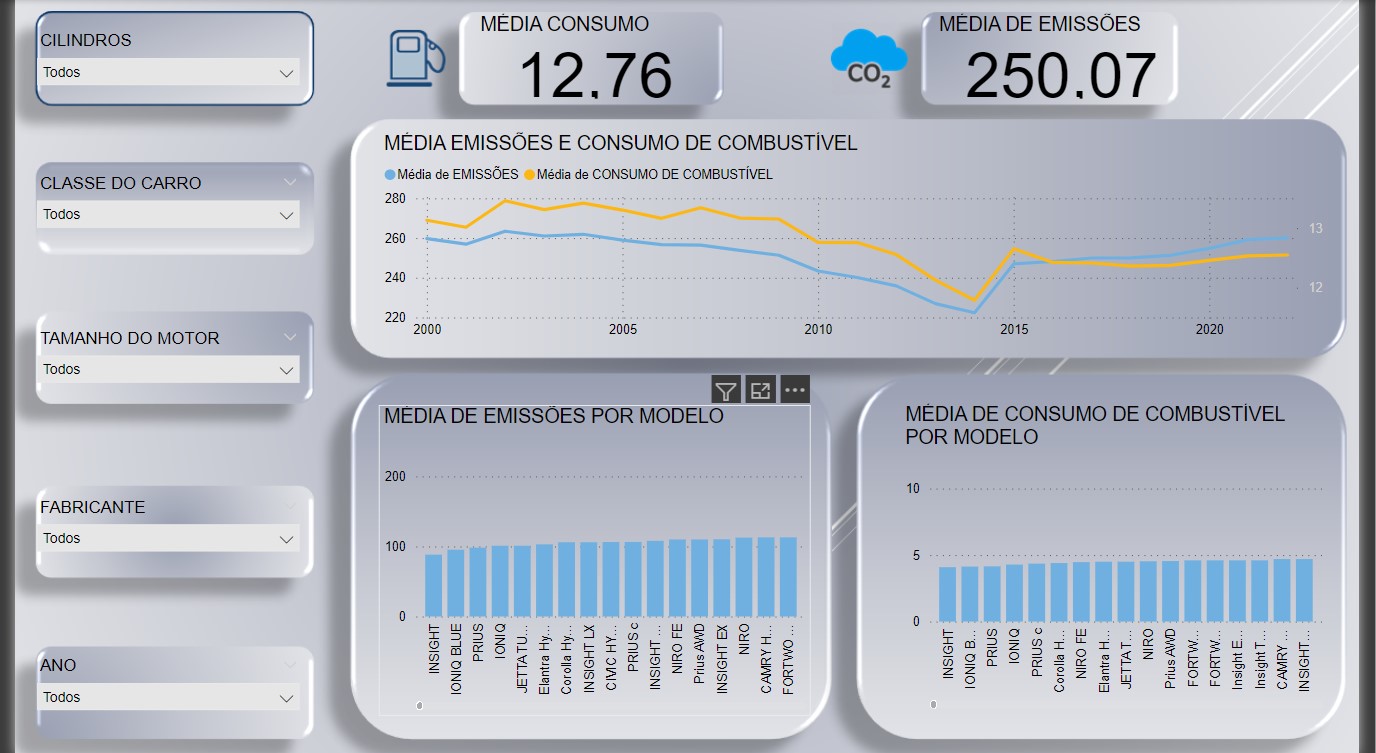 CILINDROS
Todos
MÉDIA CONSUMO
12,76
CO2
MÉDIA DE EMISSÕES
250,07
CLASSE DO CARRO
Todos
TAMANHO DO MOTOR
Todos
FABRICANTE
Todos
ANO
Todos
MÉDIA EMISSÕES E CONSUMO DE COMBUSTÍVEL
Média de EMISSÕES Média de CONSUMO DE COMBUSTÍVEL
280
260
240
220
13
12
2000 2005 2010 2015 2020
MÉDIA DE EMISSÕES POR MODELO
200
100
0
INSIGHT
IONIQ BLUE
PRIUS
IONIQ
JETTA TU...
Elantra Hy...
Corolla Hy...
INSIGHT LX
CIVIC HY...
PRIUS c
INSIGHT ...
NIRO FE
Prius AWD
INSIGHT EX
NIRO
CAMRY H...
FORTWO ...
MÉDIA DE CONSUMO DE COMBUSTÍVEL
POR MODELO
10
5
0
INSIGHT
IONIQ B...
PRIUS
IONIQ
PRIUS c
Corolla H...
NIRO FE
Elantra H...
JETTA T...
NIRO
Prius AWD
FORTW...
FORTW...
Insight E...
Insight T...
CAMRY ...
INSIGHT...